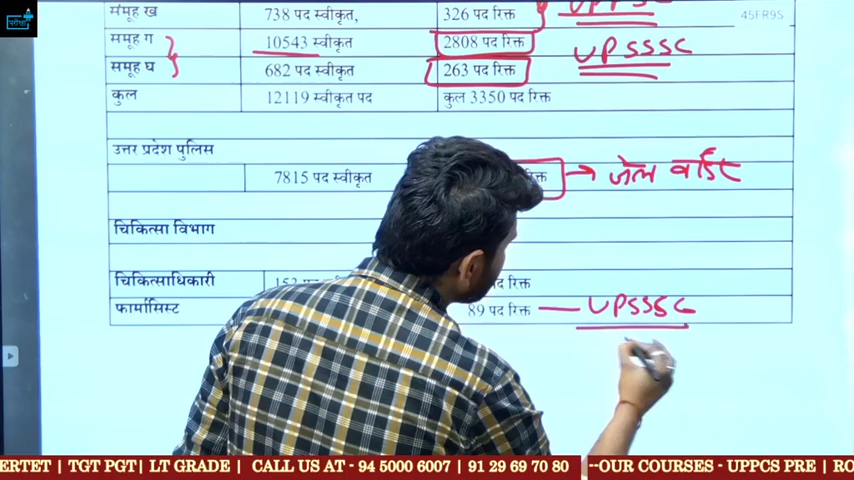 समूह ख 738 पद स्वीकृत, 326 पद रिक्त
45FR9S
परीक्षा
समूह ग 10543 स्वीकृत 2808 पद रिक्त UPSSSC
समूह घ 682 पद स्वीकृत 263 पद रिक्त
कुल 12119 स्वीकृत पद कुल 3350 पद रिक्त
उत्तर प्रदेश पुलिस
7815 पद स्वीकृत जेल वार्डर
चिकित्सा विभाग
चिकित्साधिकारी पद रिक्त
फार्मासिस्ट 89 पद रिक्त UPSSSC
ERTET | TGT PGT| LT GRADE | CALL US AT - 94 5000 6007 | 91 29 69 70 80 --OUR COURSES - UPPCS PRE | RO